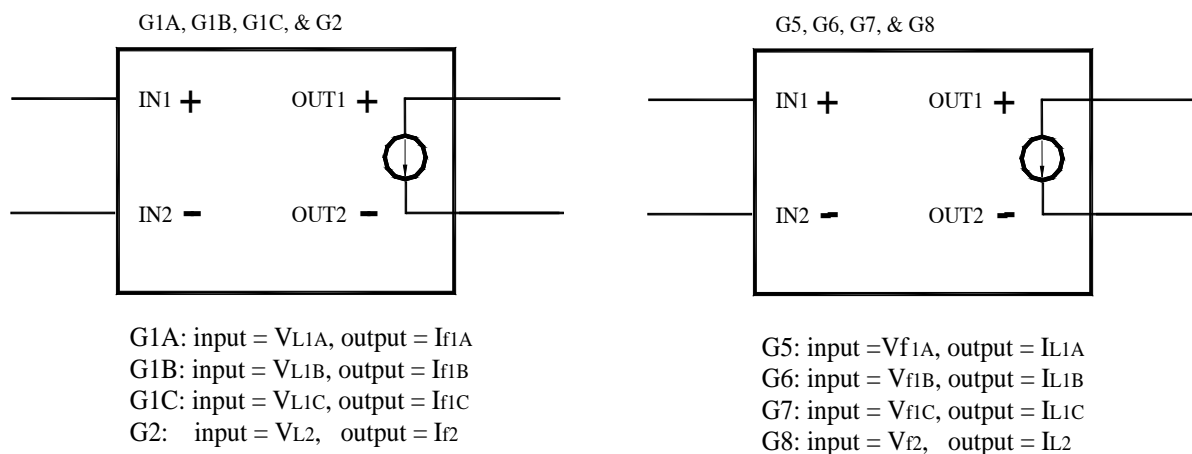 G1A, G1B, G1C, & G2
IN1 + OUT1 +
IN2 - OUT2 -
G1A: input = VL1A, output = If1A
G1B: input = VL1B, output = If1B
G1C: input = VL1C, output = If1C
G2: input = VL2, output = If2
G5, G6, G7, & G8
IN1 + OUT1 +
IN2 - OUT2 -
G5: input =Vf1A, output = IL1A
G6: input = Vf1B, output = IL1B
G7: input = Vf1C, output = IL1C
G8: input = Vf2, output = IL2